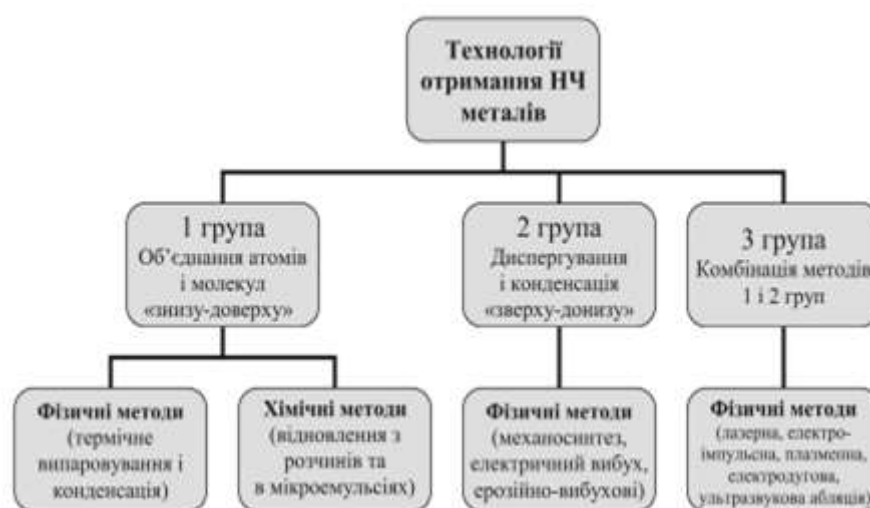 Технології
отримання НЧ
металів
1 група
Об’єднання атомів
і молекул
«знизу-доверху»
2 група
Диспергування
і конденсація
«зверху-донизу»
3 група
Комбінація методів
1 і 2 груп
Фізичні методи
(термічне
випаровування і
конденсація)
Хімічні методи
(відновлення з
розчинів та
в мікроемульсіях)
Фізичні методи
(механосинтез,
електричний вибух,
ерозійно-вибухові)
Фізичні методи
(лазерна, електро-
імпульсна, плазменна,
електродугова,
ультразвукова абляція)